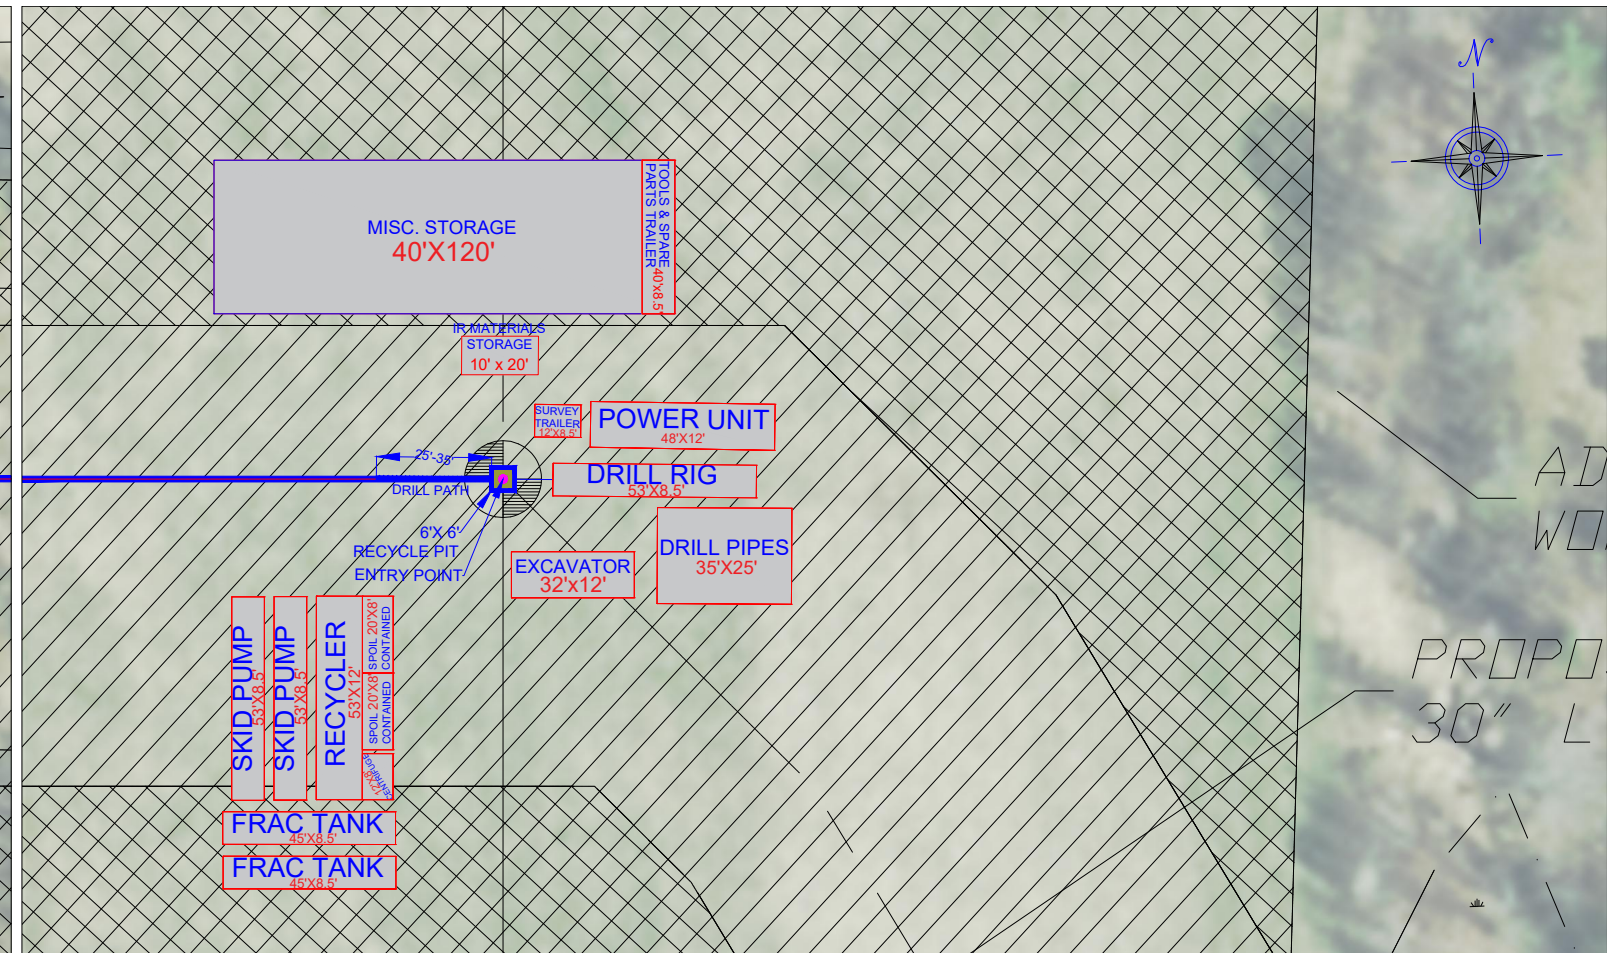 N
MISC. STORAGE
40'X120'
TOOLS & SPARE
PARTS TRAILER
40'x8.5'
IR MATERIALS
STORAGE
10' x 20'
SURVEY
TRAILER
12'X8.5'
POWER UNIT
48'X12'
25'-35'
DRILL RIG
53'X8.5'
DRILL PATH
6'X 6'
RECYCLE PIT
ENTRY POINT
EXCAVATOR
32'x12'
DRILL PIPES
35'X25'
SKID PUMP
53'X8.5'
SKID PUMP
53'X8.5'
RECYCLER
53'X12'
SPOIL 20'X8'
CONTAINED
SPOIL 20'X8'
CONTAINED
CENTRIFUGE
12'X8'
FRAC TANK
45'X8.5'
FRAC TANK
45'X8.5'
PROPO
30" L